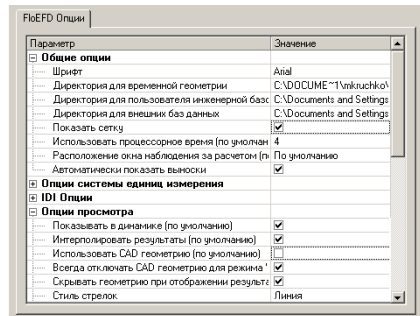 FloEFD Опции
Параметр Значение
Общие опции
Шрифт Arial
Директория для временной геометрии C:\DOCUME~1\mkruchko\
Директория для пользователя инженерной базс C:\Documents and Settings
Директория для внешних баз данных C:\Documents and Settings
Показать сетку
Использовать процессорное время (по умолчан 4
Расположение окна наблюдения за расчетом (п По умолчанию
Автоматически показать выноски
Опции системы единиц измерения
IDI Опции
Опции просмотра
Показывать в динамике (по умолчанию)
Интерполировать результаты (по умолчанию)
Использовать CAD геометрию (по умолчанию)
Всегда отключать CAD геометрию для режима '
Скрывать геометрию при отображении результа
Стиль стрелок Линия